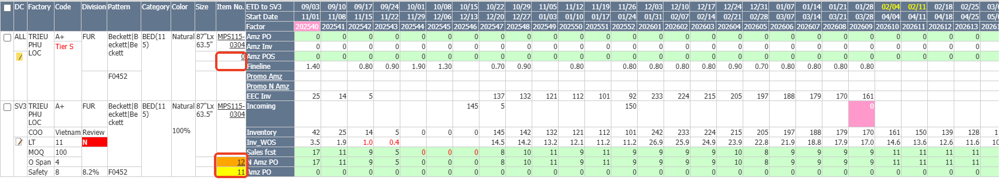 DC Factory Code Division Pattern Category Color Size Item No. ETD to SV3 09/03 09/10 09/17 09/24 10/01 10/08 10/15 10/22 10/29 11/05 11/12 11/19 11/26 12/03 12/10 12/17 12/24 12/31 01/07 01/14 01/21 01/28 02/04 02/11 02/18 02/25 03/
Start Date 11/01 11/08 11/15 11/22 11/29 12/06 12/13 12/20 12/27 01/03 01/10 01/17 01/24 01/31 02/07 02/14 02/21 02/28 03/07 03/14 03/21 03/28 04/04 04/11 04/18 04/25
Factor 202540 202541 202542 202543 202544 202545 202546 202547 202548 202549 202550 202551 202552 202601 202602 202603 202604 202605 202606 202607 202608 202609 202610 202611 202612 202613
ALL TRIEU A+ FUR Beckett|B BED(11 Natural 87"Lx MPS115- Amz PO 0 0 0 0 0 0 0 0 0 0 0 0 0 0 0 0 0 0 0 0 0 0 0 0 0 0
PHU Tier S eckett|Be 5) 63.5" 0304 Amz Inv 0 0 0 0 0 0 0 0 0 0 0 0 0 0 0 0 0 0 0 0 0 0 0 0 0 0
LOC ckett 0 Amz POS 0 0 0 0 0 0 0 0 0 0 0 0 0 0 0 0 0 0 0 0 0 0 0 0 0 0
Fineline 1.40 0.80 0.90 1.90 1.30 0.70 0.90 0.80 0.80 0.80 0.80 0.80 0.90 0.70 0.80 0.80 0.80 0.80
F0452 Promo Amz
Promo N Amz
EEC Inv 25 14 5 137 132 121 112 101 92 233 224 215 205 197 188 179 170 161
SV3 TRIEU A+ FUR Beckett|B BED(11 Natural 87"Lx MPS115- Incoming 145 5 150 0
PHU eckett|Be 5) 63.5" 0304
LOC ckett
COO Vietnam Review 100% Inventory 42 25 14 5 0 0 145 142 132 121 112 101 242 233 224 215 205 197 188 179 170 161 150 139 128 1
LT 11 N Inv_WOS 3.5 1.9 1.0 0.4 14.5 14.2 13.2 12.1 11.2 11.2 26.9 25.9 24.9 23.9 22.8 21.9 18.8 17.9 17.0 14.6 13.6 12.6 11.6 10
MOQ 100 Sales fcst 17 11 9 5 0 0 0 8 10 11 9 11 9 9 9 9 10 8 9 9 9 9 11 11 11 11
O Span 4 12 N Amz PO 17 11 9 5 0 0 0 8 10 11 9 11 9 9 9 9 10 8 9 9 9 9 11 11 11 11
Safety 8 8.2% F0452 11 Amz PO 0 0 0 0 0 0 0 0 0 0 0 0 0 0 0 0 0 0 0 0 0 0 0 0 0 0